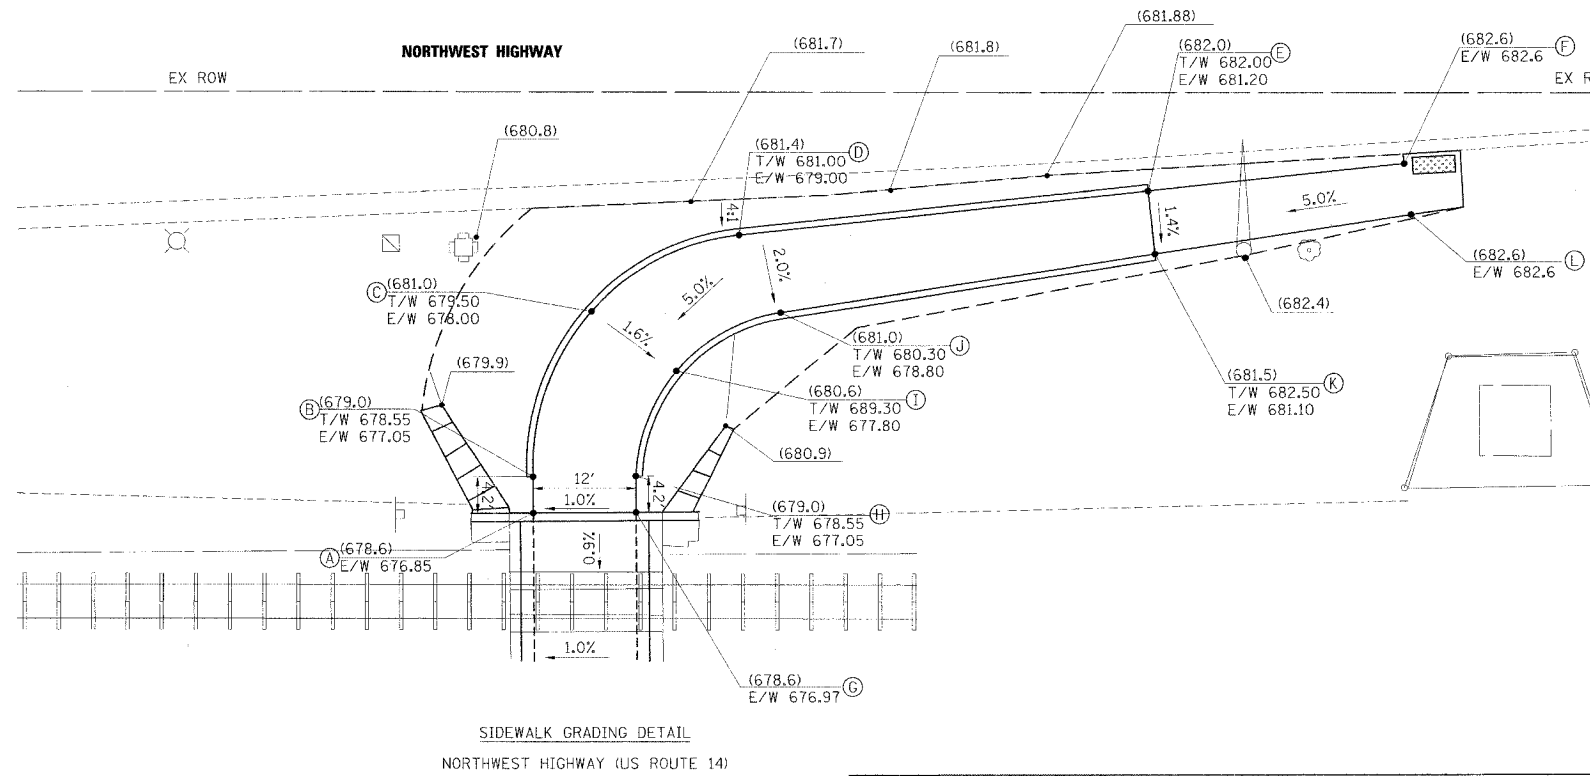 NORTHWEST HIGHWAY
EX ROW
(681.7)
(681.8)
(681.88)
(682.0) E
T/W 682.00
E/W 681.20
(682.6) F
E/W 682.6
EX R
(680.8)
(681.4) D
T/W 681.00
E/W 679.00
4:1
5.0%
1.4%
2.0%
(682.6) L
E/W 682.6
C (681.0)
T/W 679.50
E/W 678.00
5.0%
1.6%
(682.4)
(681.0) J
T/W 680.30
E/W 678.80
(679.9)
(681.5) K
T/W 682.50
E/W 681.10
(680.6) I
T/W 689.30
E/W 677.80
B (679.0)
T/W 678.55
E/W 677.05
(680.9)
4.2'
12'
1.0%
4.2'
(679.0) H
T/W 678.55
E/W 677.05
A (678.6)
E/W 676.85
0.9%
1.0%
(678.6) G
E/W 676.97
SIDEWALK GRADING DETAIL
NORTHWEST HIGHWAY (US ROUTE 14)